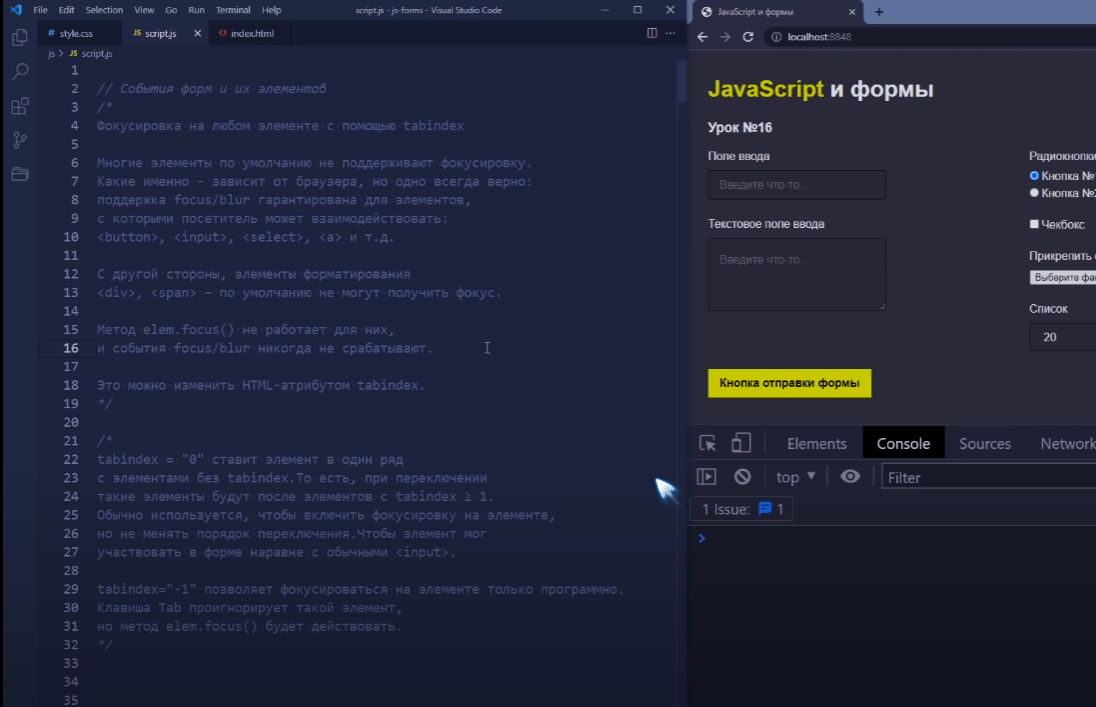 File Edit Selection View Go Run Terminal Help script.js - js-forms - Visual Studio Code
# style.css JS script.js <> index.html
js > JS script.js
1
2 // События форм и их элементов
3 /*
4 Фокусировка на любом элементе с помощью tabindex
5
6 Многие элементы по умолчанию не поддерживают фокусировку.
7 Какие именно – зависит от браузера, но одно всегда верно:
8 поддержка focus/blur гарантирована для элементов,
9 с которыми посетитель может взаимодействовать:
10 <button>, <input>, <select>, <a> и т.д.
11
12 С другой стороны, элементы форматирования
13 <div>, <span> – по умолчанию не могут получить фокус.
14
15 Метод elem.focus() не работает для них,
16 и события focus/blur никогда не срабатывают.
17
18 Это можно изменить HTML-атрибутом tabindex.
19 */
20
21 /*
22 tabindex = "0" ставит элемент в один ряд
23 с элементами без tabindex.То есть, при переключении
24 такие элементы будут после элементов с tabindex ≥ 1.
25 Обычно используется, чтобы включить фокусировку на элементе,
26 но не менять порядок переключения.Чтобы элемент мог
27 участвовать в форме наравне с обычными <input>.
28
29 tabindex="-1" позволяет фокусироваться на элементе только программно.
30 Клавиша Tab проигнорирует такой элемент,
31 но метод elem.focus() будет действовать.
32 */
33
34
35
JavaScript и формы
localhost:8848
JavaScript и формы
Урок №16
Поле ввода
Введите что-то...
Текстовое поле ввода
Введите что-то...
Кнопка отправки формы
Радиокнопки
Кнопка №
Кнопка №2
Чекбокс
Прикрепить
Выберите фа
Список
20
Elements Console Sources Network
top Filter
1 Issue: 1
>